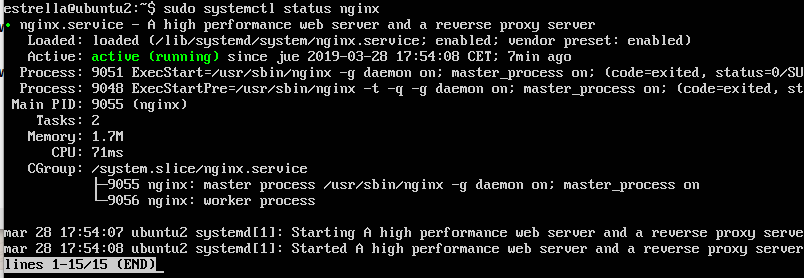 estrella@ubuntu2:~$ sudo systemctl status nginx
● nginx.service - A high performance web server and a reverse proxy server
   Loaded: loaded (/lib/systemd/system/nginx.service; enabled; vendor preset: enabled)
   Active: active (running) since jue 2019-03-28 17:54:08 CET; 7min ago
  Process: 9051 ExecStart=/usr/sbin/nginx -g daemon on; master_process on; (code=exited, status=0/SU
  Process: 9048 ExecStartPre=/usr/sbin/nginx -t -q -g daemon on; master_process on; (code=exited, st
 Main PID: 9055 (nginx)
    Tasks: 2
   Memory: 1.7M
      CPU: 71ms
   CGroup: /system.slice/nginx.service
           ├─9055 nginx: master process /usr/sbin/nginx -g daemon on; master_process on
           └─9056 nginx: worker process
mar 28 17:54:07 ubuntu2 systemd[1]: Starting A high performance web server and a reverse proxy serve
mar 28 17:54:08 ubuntu2 systemd[1]: Started A high performance web server and a reverse proxy server
lines 1-15/15 (END)